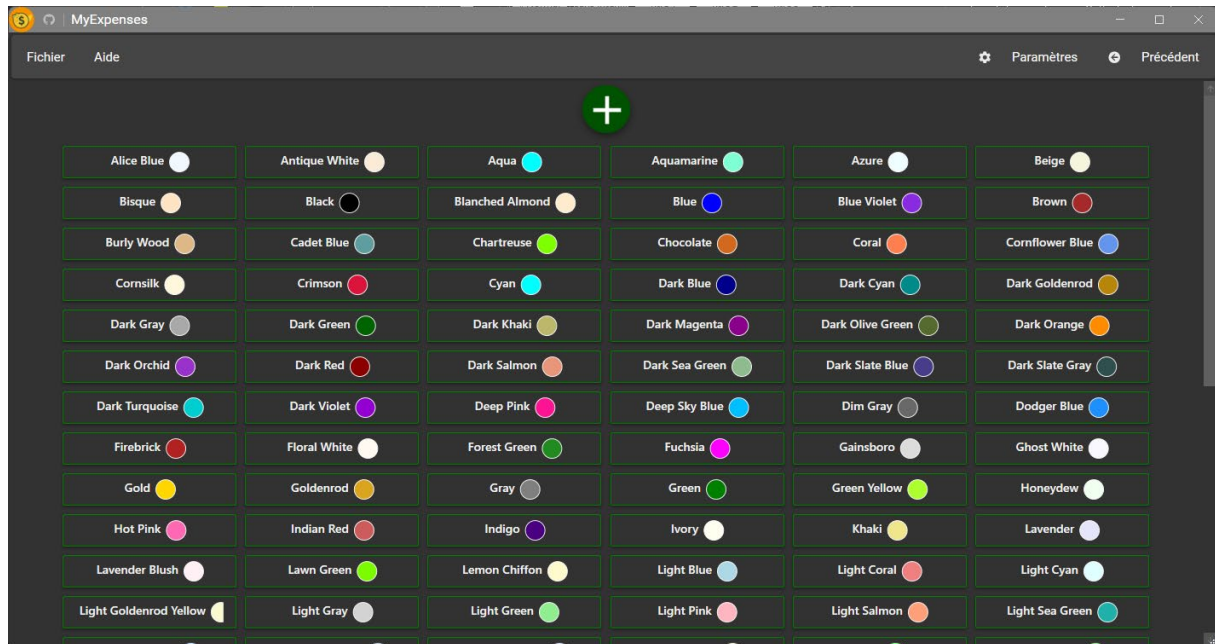 MyExpenses
Fichier Aide Paramètres Précédent
Alice Blue Antique White Aqua Aquamarine Azure Beige
Bisque Black Blanched Almond Blue Blue Violet Brown
Burly Wood Cadet Blue Chartreuse Chocolate Coral Cornflower Blue
Cornsilk Crimson Cyan Dark Blue Dark Cyan Dark Goldenrod
Dark Gray Dark Green Dark Khaki Dark Magenta Dark Olive Green Dark Orange
Dark Orchid Dark Red Dark Salmon Dark Sea Green Dark Slate Blue Dark Slate Gray
Dark Turquoise Dark Violet Deep Pink Deep Sky Blue Dim Gray Dodger Blue
Firebrick Floral White Forest Green Fuchsia Gainsboro Ghost White
Gold Goldenrod Gray Green Green Yellow Honeydew
Hot Pink Indian Red Indigo Ivory Khaki Lavender
Lavender Blush Lawn Green Lemon Chiffon Light Blue Light Coral Light Cyan
Light Goldenrod Yellow Light Gray Light Green Light Pink Light Salmon Light Sea Green